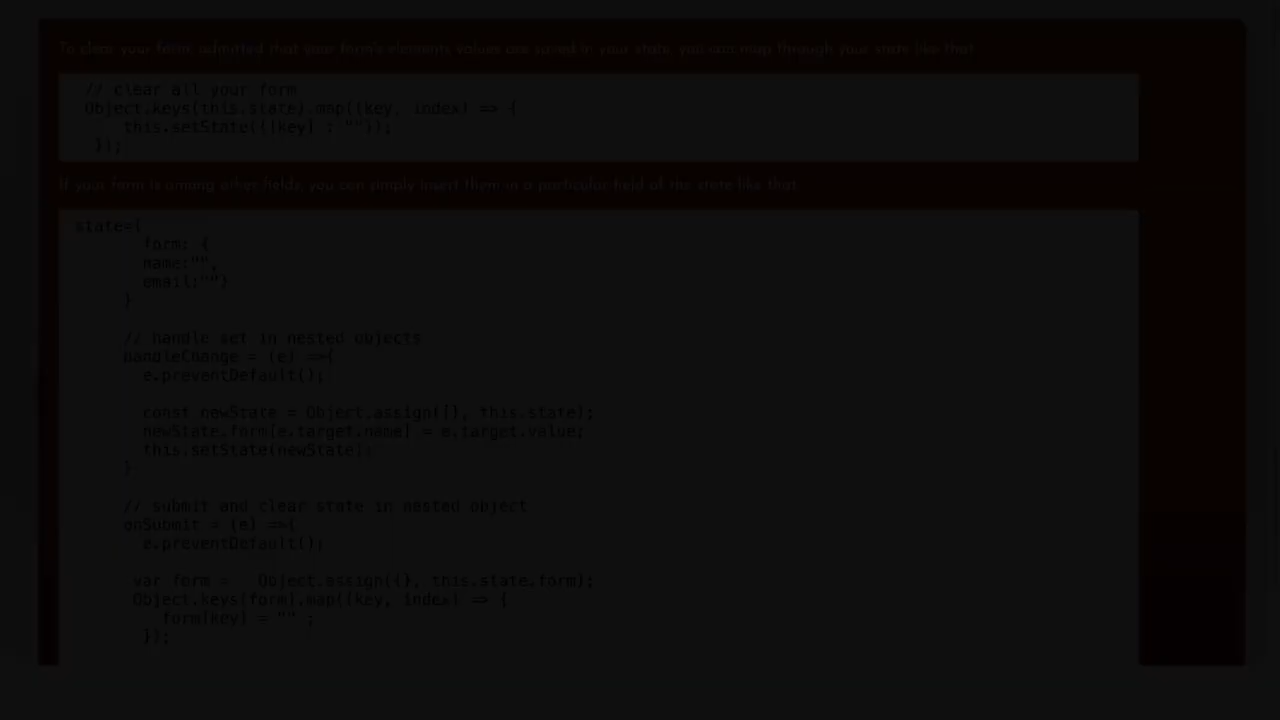 To clear your form, admitted that your form's elements values are saved in your state, you can map through your state like that
// clear all your form
Object.keys(this.state).map((key, index) => {
this.setState({[key] : ""});
});
If your form is among other fields, you can simply insert them in a particular field of the state like that
state={
form: {
name:"",
email:""}
}
// handle set in nested objects
handleChange = (e) =>{
e.preventDefault();
const newState = Object.assign({}, this.state);
newState.form[e.target.name] = e.target.value;
this.setState(newState);
}
// submit and clear state in nested object
onSubmit = (e) =>{
e.preventDefault();
var form = Object.assign({}, this.state.form);
Object.keys(form).map((key, index) => {
form[key] = "" ;
});